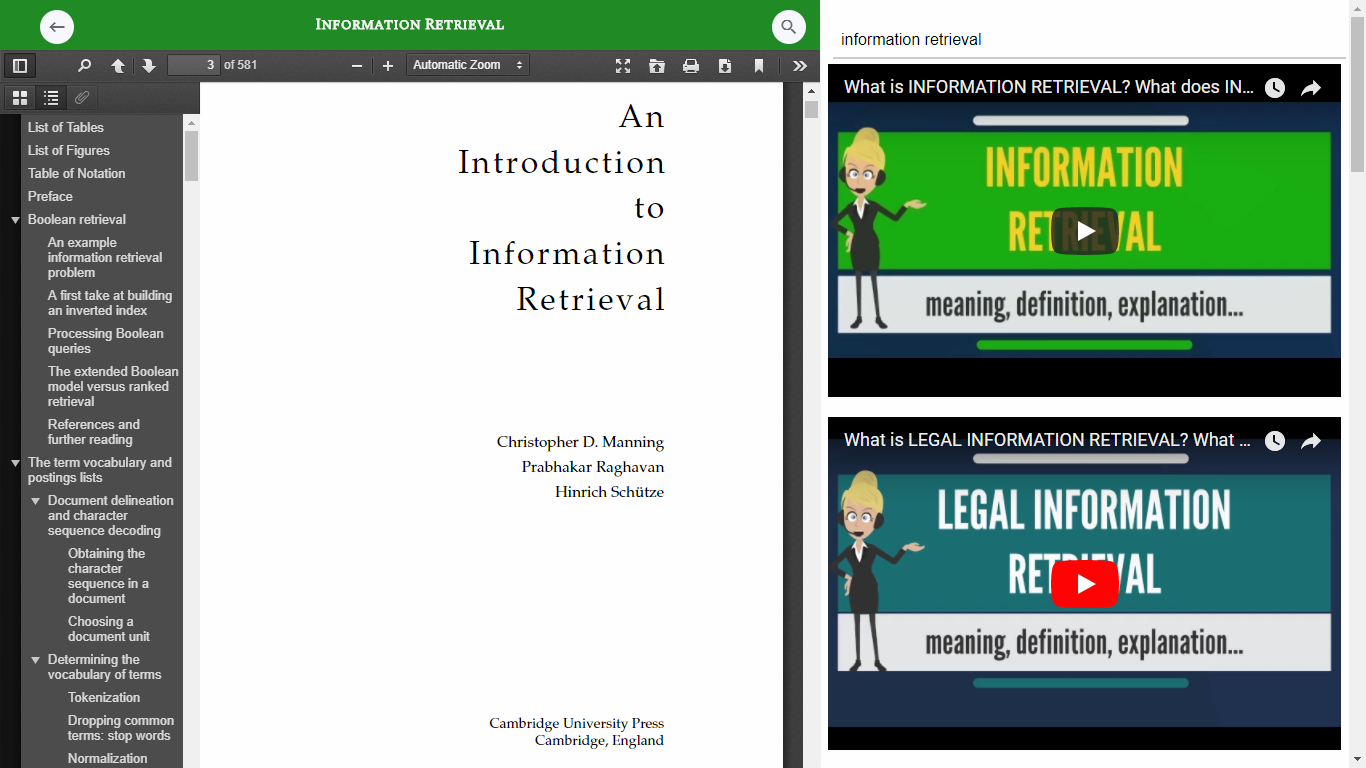 INFORMATION RETRIEVAL
3 of 581
Automatic Zoom
List of Tables
List of Figures
Table of Notation
Preface
Boolean retrieval
An example
information retrieval
problem
A first take at building
an inverted index
Processing Boolean
queries
The extended Boolean
model versus ranked
retrieval
References and
further reading
The term vocabulary and
postings lists
Document delineation
and character
sequence decoding
Obtaining the
character
sequence in a
document
Choosing a
document unit
Determining the
vocabulary of terms
Tokenization
Dropping common
terms: stop words
Normalization
An
Introduction
to
Information
Retrieval
Christopher D. Manning
Prabhakar Raghavan
Hinrich Schütze
Cambridge University Press
Cambridge, England
information retrieval
What is INFORMATION RETRIEVAL? What does IN...
INFORMATION
RETRIEVAL
meaning, definition, explanation...
What is LEGAL INFORMATION RETRIEVAL? What ...
LEGAL INFORMATION
RETRIEVAL
meaning, definition, explanation...